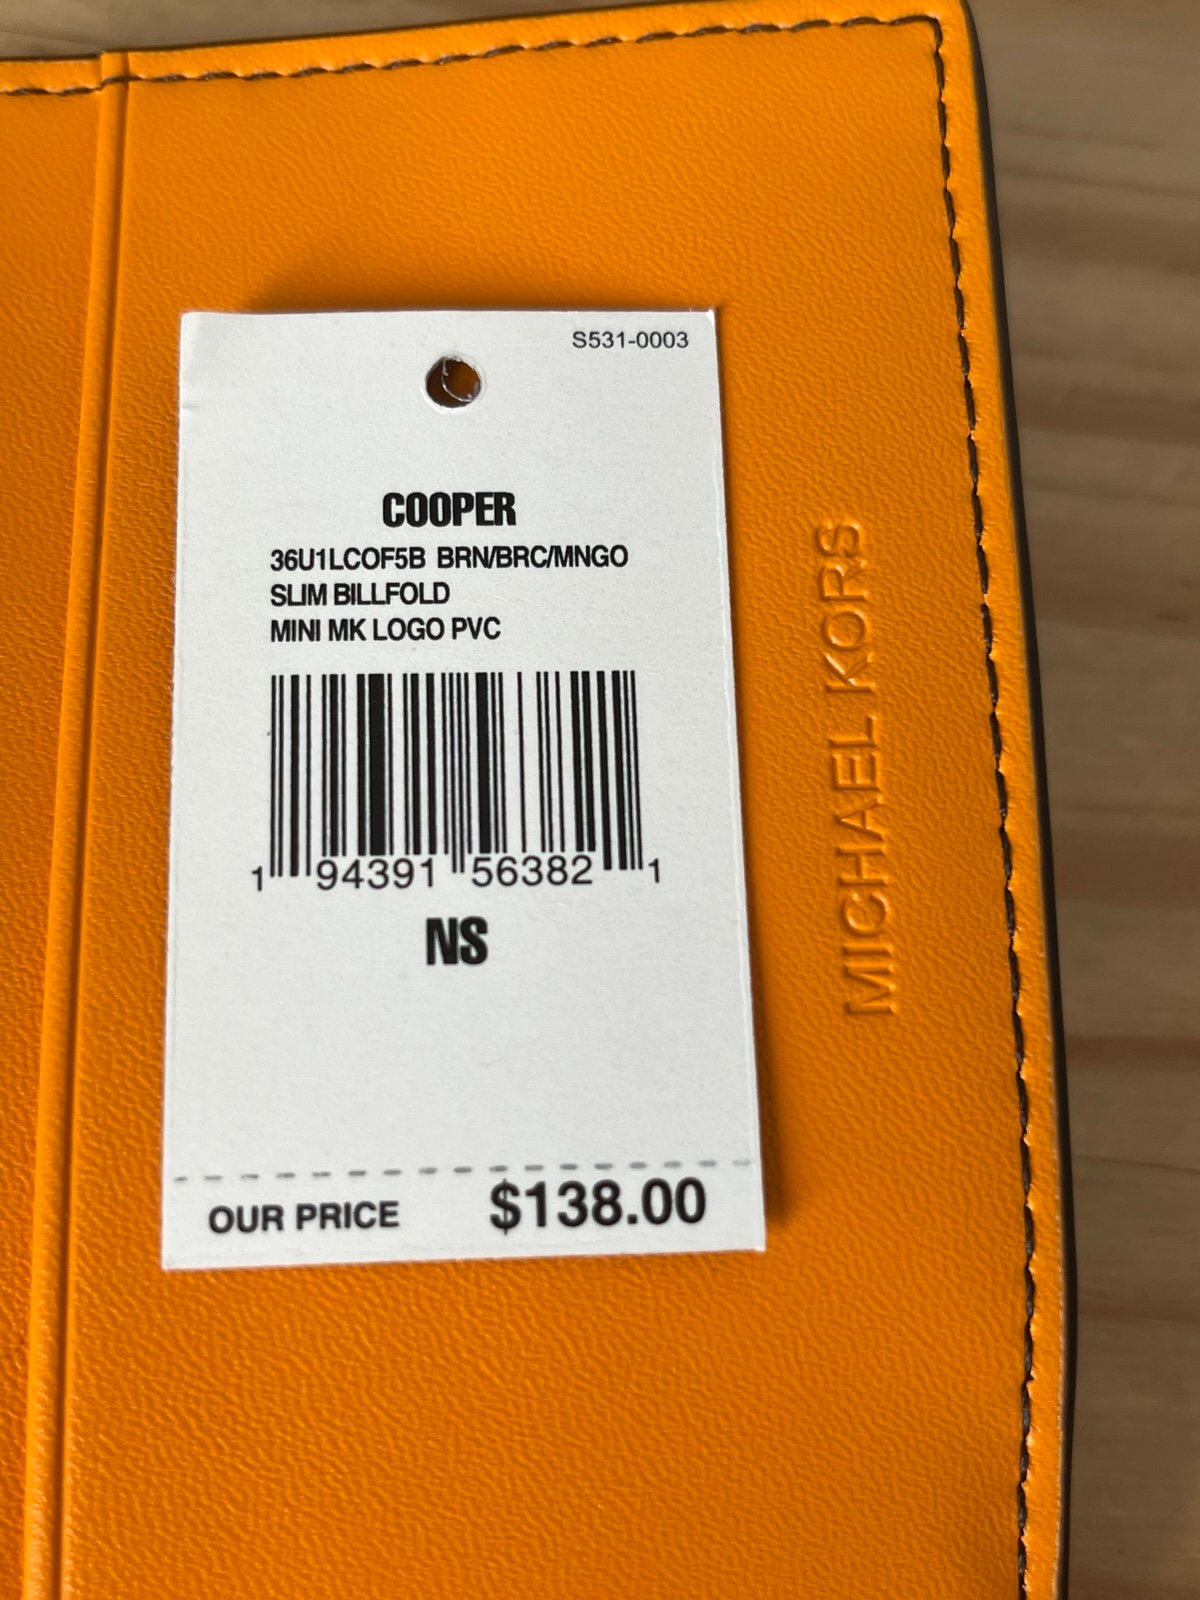 S531-0003
COOPER
36U1LCOF5B BRN/BRC/MNGO
SLIM BILLFOLD
MINI MK LOGO PVC
1 94391 56382 1
NS
OUR PRICE $138.00
MICHAEL KORS